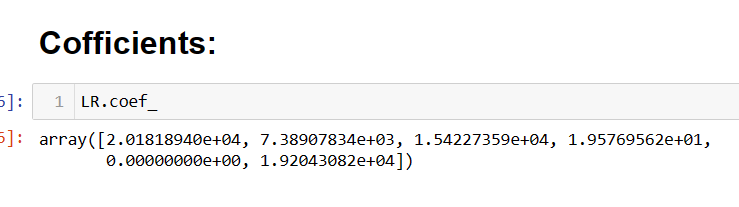 Cofficients:
5]: 1 LR.coef_
5]: array([2.01818940e+04, 7.38907834e+03, 1.54227359e+04, 1.95769562e+01,
0.00000000e+00, 1.92043082e+04])